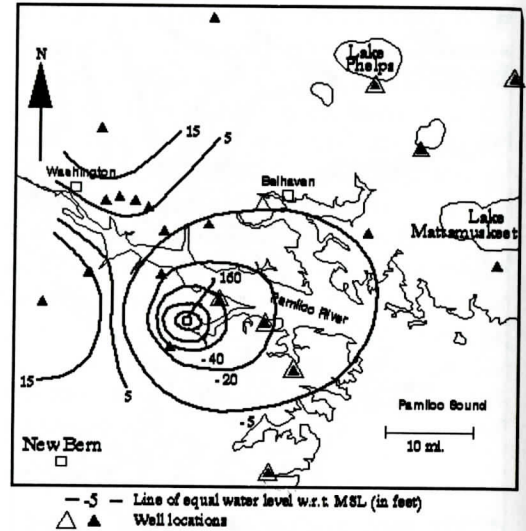 N
Lake
Phelps
15
5
Washington
Belhaven
Lake
Mattamuskeet
160
Pamlico River
-40
-20
15
5
-5
Pamlico Sound
New Bern
10 mi.
-5 Line of equal water level w.r.t. MSL (in feet)
Well locations